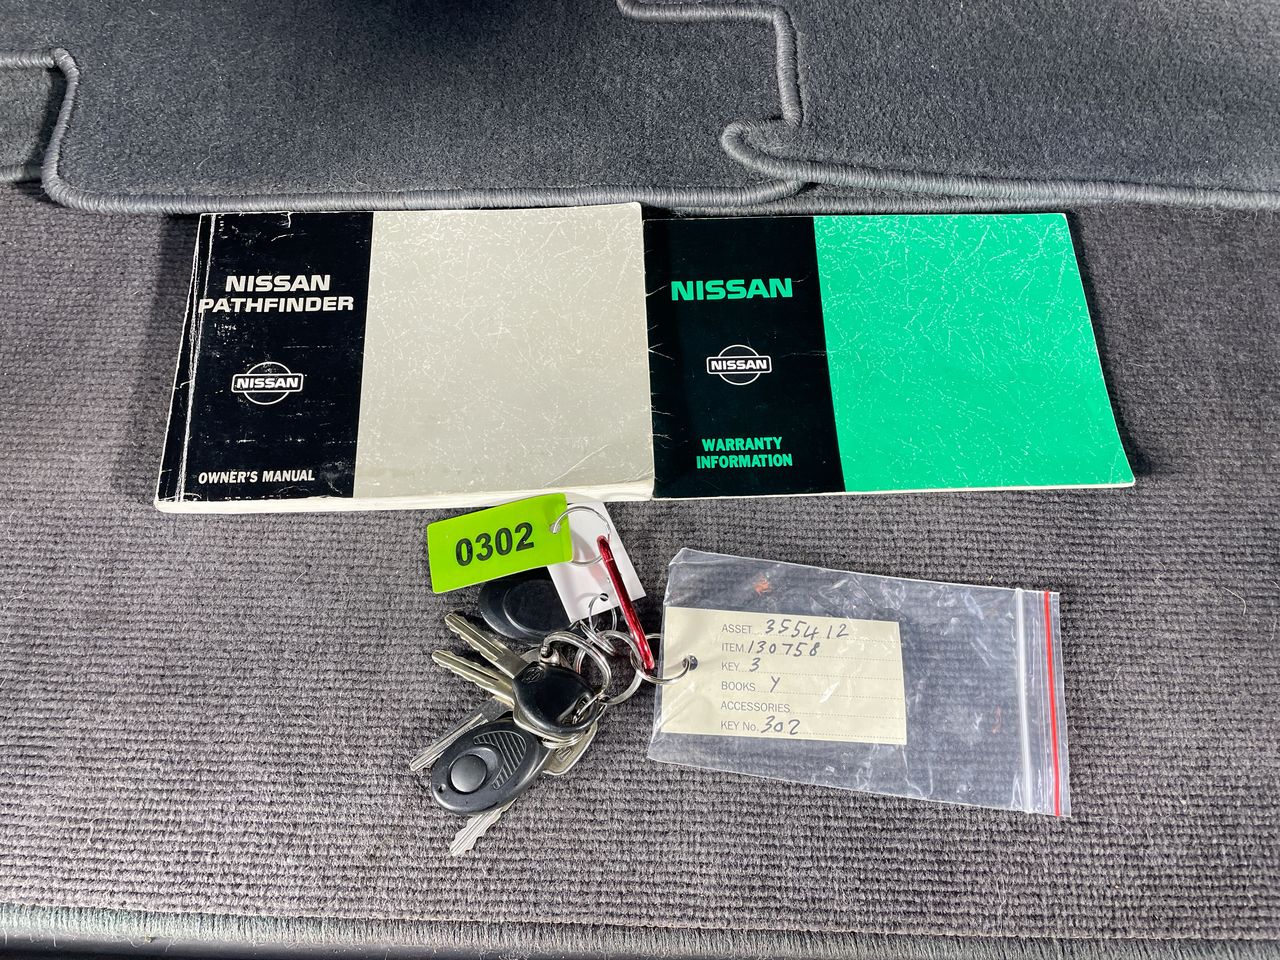 NISSAN
PATHFINDER
NISSAN
OWNER'S MANUAL
NISSAN
NISSAN
WARRANTY
INFORMATION
0302
ASSET 355412
ITEM 130758
KEY 3
BOOKS Y
ACCESSORIES
KEY No. 302